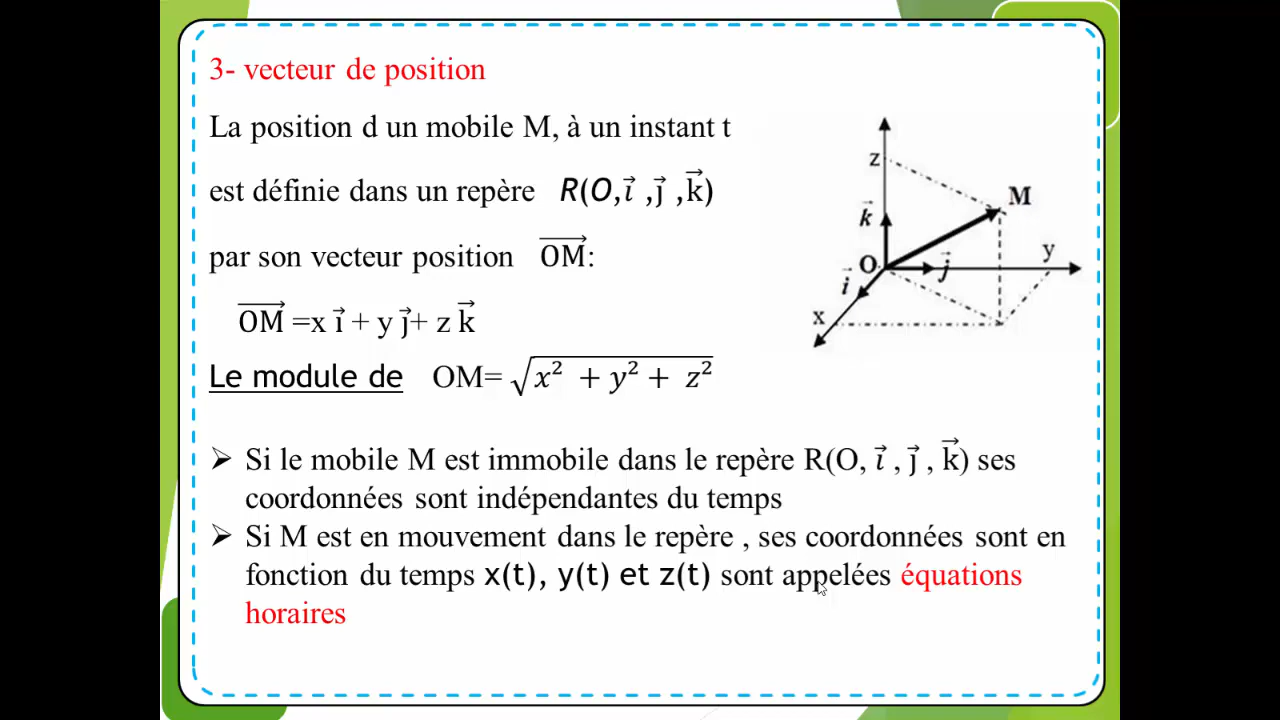 3- vecteur de position
La position d un mobile M, à un instant t
est définie dans un repère R(O,i⃗ ,j⃗ ,k⃗)
par son vecteur position O͞M⃗:
O͞M⃗ =x i⃗ + y j⃗+ z k⃗
Le module de OM= √x² + y² + z²
➢ Si le mobile M est immobile dans le repère R(O, i⃗ , j⃗ , k⃗) ses
coordonnées sont indépendantes du temps
➢ Si M est en mouvement dans le repère , ses coordonnées sont en
fonction du temps x(t), y(t) et z(t) sont appelées équations
horaires
z
M
k⃗
y
O
j⃗
i⃗
x